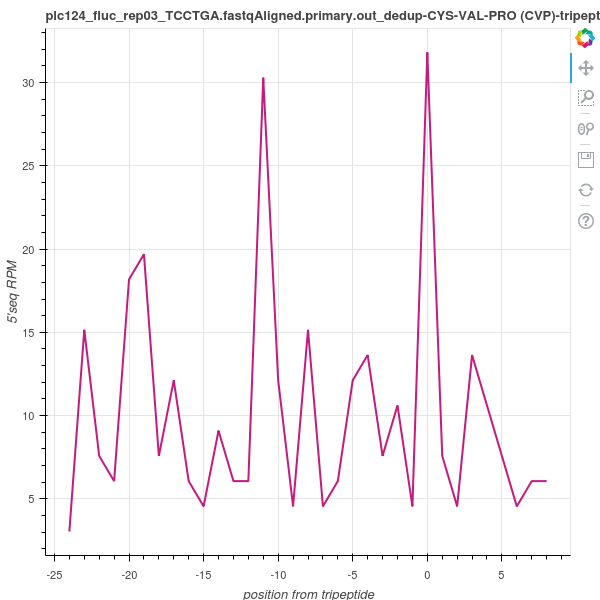 plc124_fluc_rep03_TCCTGA.fastqAligned.primary.out_dedup-CYS-VAL-PRO (CVP)-tripept
30
25
20
15
10
5
5'seq RPM
-25 -20 -15 -10 -5 0 5
position from tripeptide